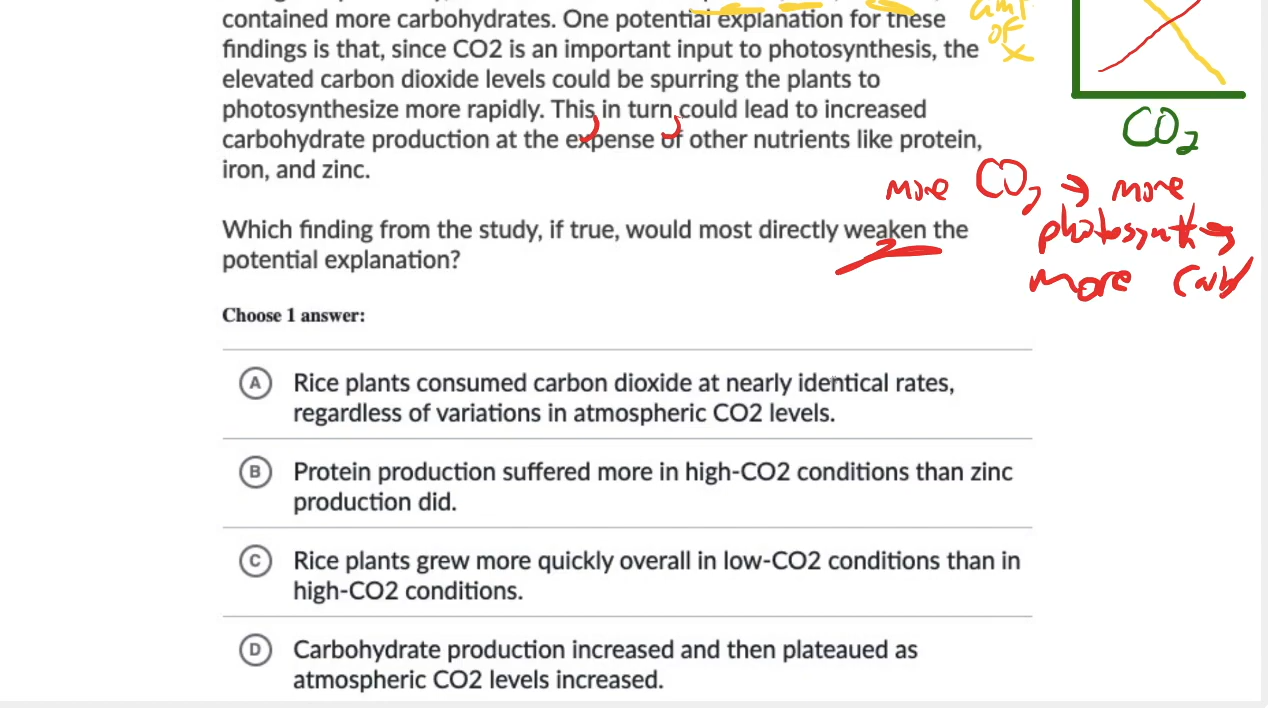 contained more carbohydrates. One potential explanation for these
findings is that, since CO2 is an important input to photosynthesis, the
elevated carbon dioxide levels could be spurring the plants to
photosynthesize more rapidly. This in turn could lead to increased
carbohydrate production at the expense of other nutrients like protein,
iron, and zinc.
amt
OF
X
CO2
more CO2 → more
photosynth →
more carb
Which finding from the study, if true, would most directly weaken the
potential explanation?
Choose 1 answer:
A Rice plants consumed carbon dioxide at nearly identical rates,
regardless of variations in atmospheric CO2 levels.
B Protein production suffered more in high-CO2 conditions than zinc
production did.
C Rice plants grew more quickly overall in low-CO2 conditions than in
high-CO2 conditions.
D Carbohydrate production increased and then plateaued as
atmospheric CO2 levels increased.